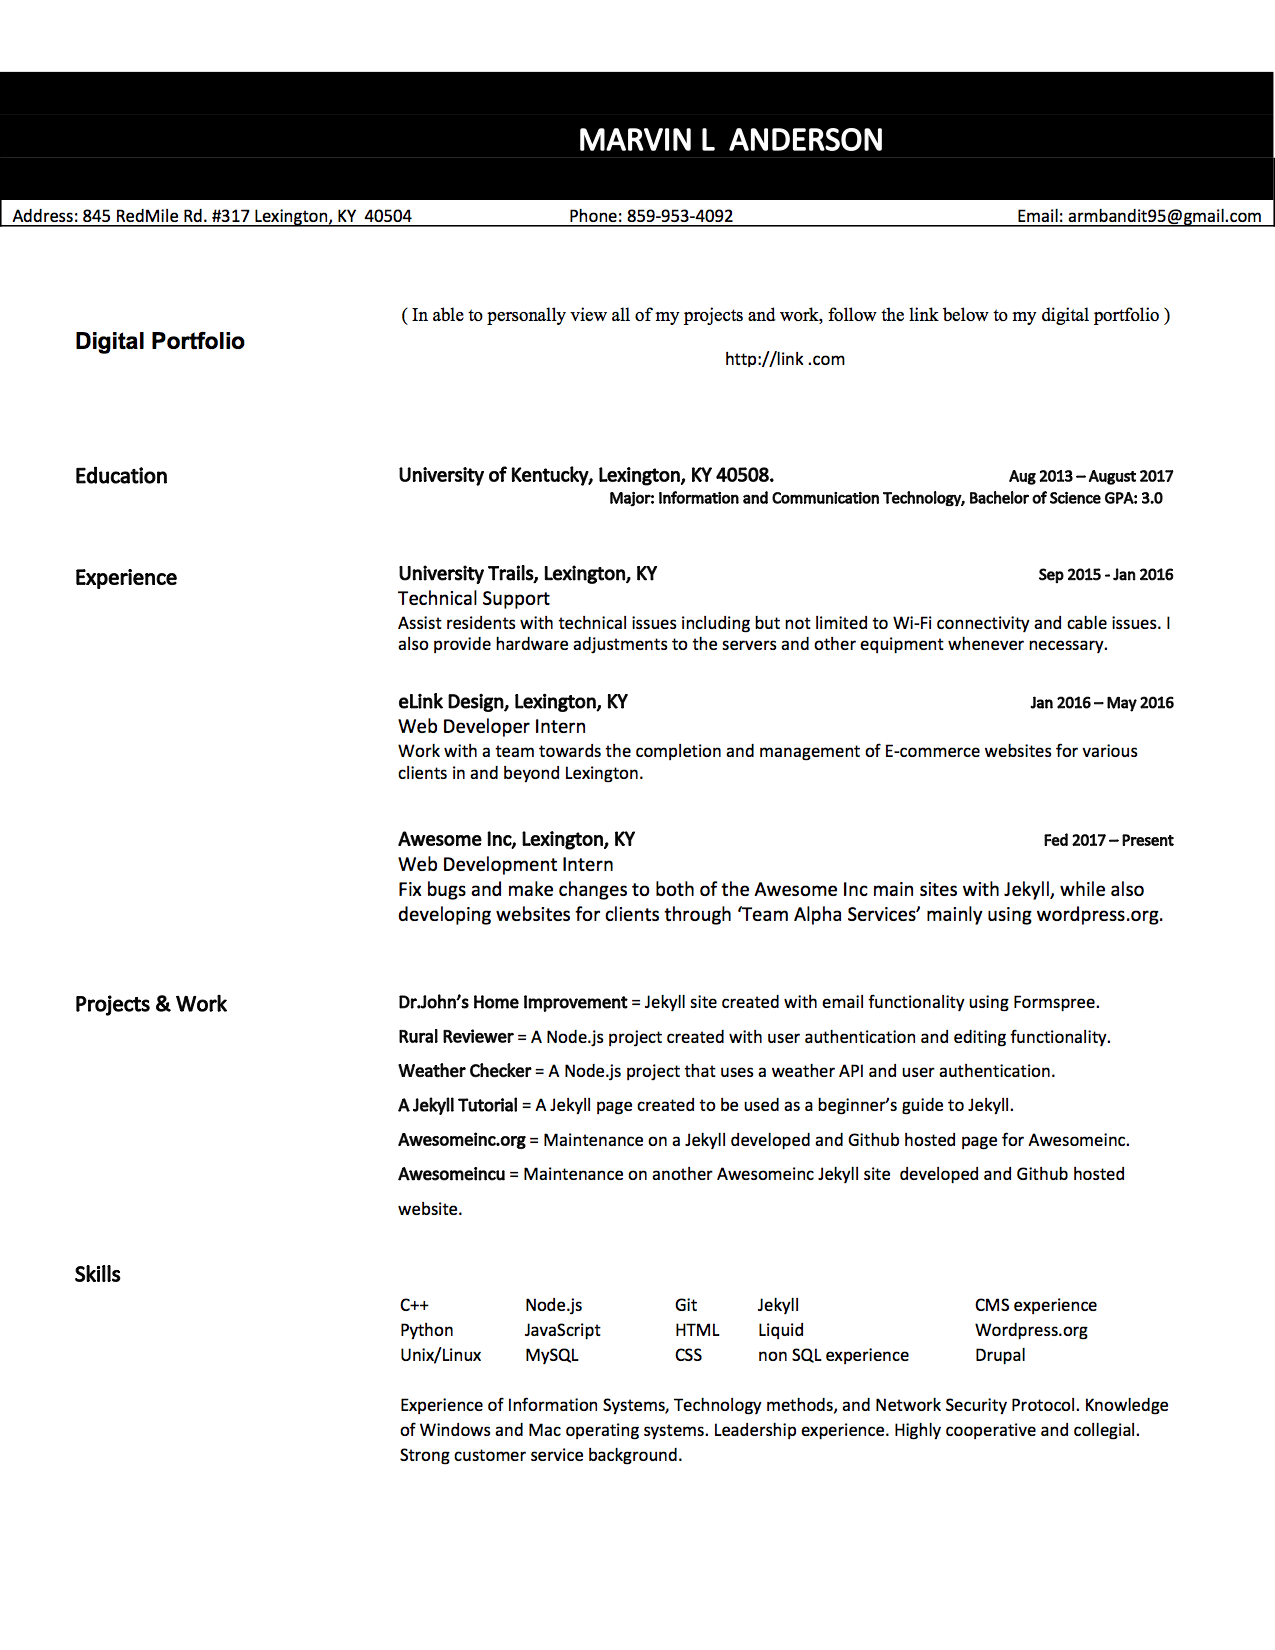 MARVIN L  ANDERSON
Address: 845 RedMile Rd. #317 Lexington, KY  40504 Phone: 859-953-4092 Email: armbandit95@gmail.com
( In able to personally view all of my projects and work, follow the link below to my digital portfolio )
Digital Portfolio
http://link .com
Education University of Kentucky, Lexington, KY 40508. Aug 2013 – August 2017
Major: Information and Communication Technology, Bachelor of Science GPA: 3.0
Experience University Trails, Lexington, KY Sep 2015 - Jan 2016
Technical Support
Assist residents with technical issues including but not limited to Wi-Fi connectivity and cable issues. I
also provide hardware adjustments to the servers and other equipment whenever necessary.
eLink Design, Lexington, KY Jan 2016 – May 2016
Web Developer Intern
Work with a team towards the completion and management of E-commerce websites for various
clients in and beyond Lexington.
Awesome Inc, Lexington, KY Fed 2017 – Present
Web Development Intern
Fix bugs and make changes to both of the Awesome Inc main sites with Jekyll, while also
developing websites for clients through ‘Team Alpha Services’ mainly using wordpress.org.
Projects & Work Dr.John’s Home Improvement = Jekyll site created with email functionality using Formspree.
Rural Reviewer = A Node.js project created with user authentication and editing functionality.
Weather Checker = A Node.js project that uses a weather API and user authentication.
A Jekyll Tutorial = A Jekyll page created to be used as a beginner’s guide to Jekyll.
Awesomeinc.org = Maintenance on a Jekyll developed and Github hosted page for Awesomeinc.
Awesomeincu = Maintenance on another Awesomeinc Jekyll site  developed and Github hosted
website.
Skills
C++ Node.js Git Jekyll CMS experience
Python JavaScript HTML Liquid Wordpress.org
Unix/Linux MySQL CSS non SQL experience Drupal
Experience of Information Systems, Technology methods, and Network Security Protocol. Knowledge
of Windows and Mac operating systems. Leadership experience. Highly cooperative and collegial.
Strong customer service background.